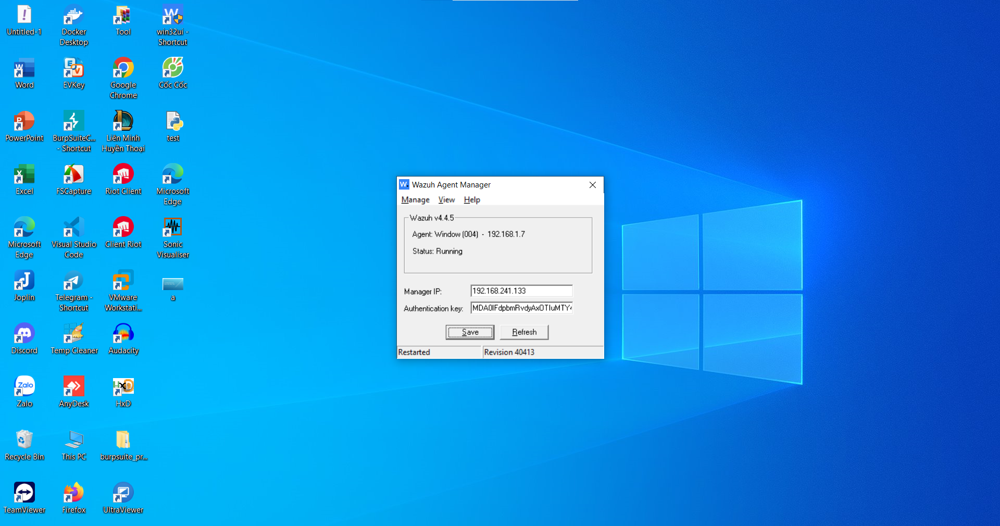 Untitled-1
Docker
Desktop
Tool
win32ui -
Shortcut
Word
EVKey
Google
Chrome
Cốc Cốc
PowerPoint
BurpSuiteC...
- Shortcut
Liên Minh
Huyền Thoại
test
Excel
FSCapture
Riot Client
Microsoft
Edge
Microsoft
Edge
Visual Studio
Code
Client Riot
Sonic
Visualiser
Joplin
Telegram -
Shortcut
VMware
Workstati...
a
Discord
Temp Cleaner
Audacity
Zalo
Zalo
AnyDesk
HxD
Recycle Bin
This PC
burpsuite_pr...
TeamViewer
Firefox
UltraViewer
W. Wazuh Agent Manager
Manage View Help
Wazuh v4.4.5
Agent: Window (004) - 192.168.1.7
Status: Running
Manager IP: 192.168.241.133
Authentication key: MDA0IFdpbmRvdyAxOTIuMTY
Save Refresh
Restarted Revision 40413